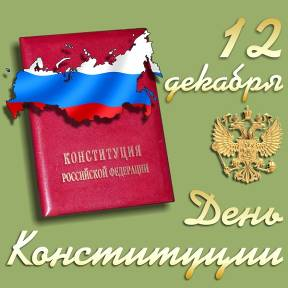 12
декабря
КОНСТИТУЦИЯ
РОССИЙСКОЙ ФЕДЕРАЦИИ
День
Конституции